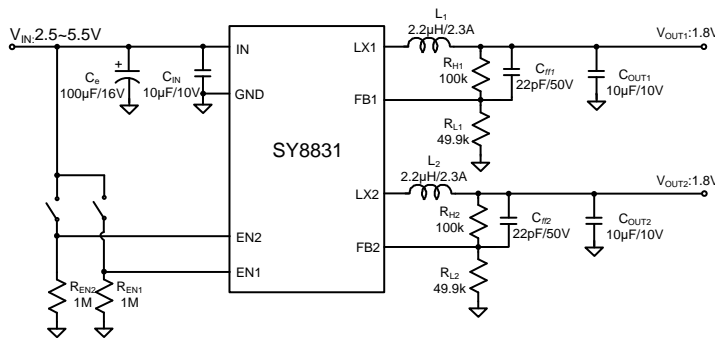 VIN:2.5~5.5V
Ce
100µF/16V
CIN
10µF/10V
IN
GND
EN2
EN1
SY8831
LX1
FB1
LX2
FB2
L1
2.2µH/2.3A
RH1
100k
Cff1
22pF/50V
COUT1
10µF/10V
VOUT1:1.8V
RL1
49.9k
L2
2.2µH/2.3A
RH2
100k
Cff2
22pF/50V
COUT2
10µF/10V
VOUT2:1.8V
RL2
49.9k
REN2
1M
REN1
1M